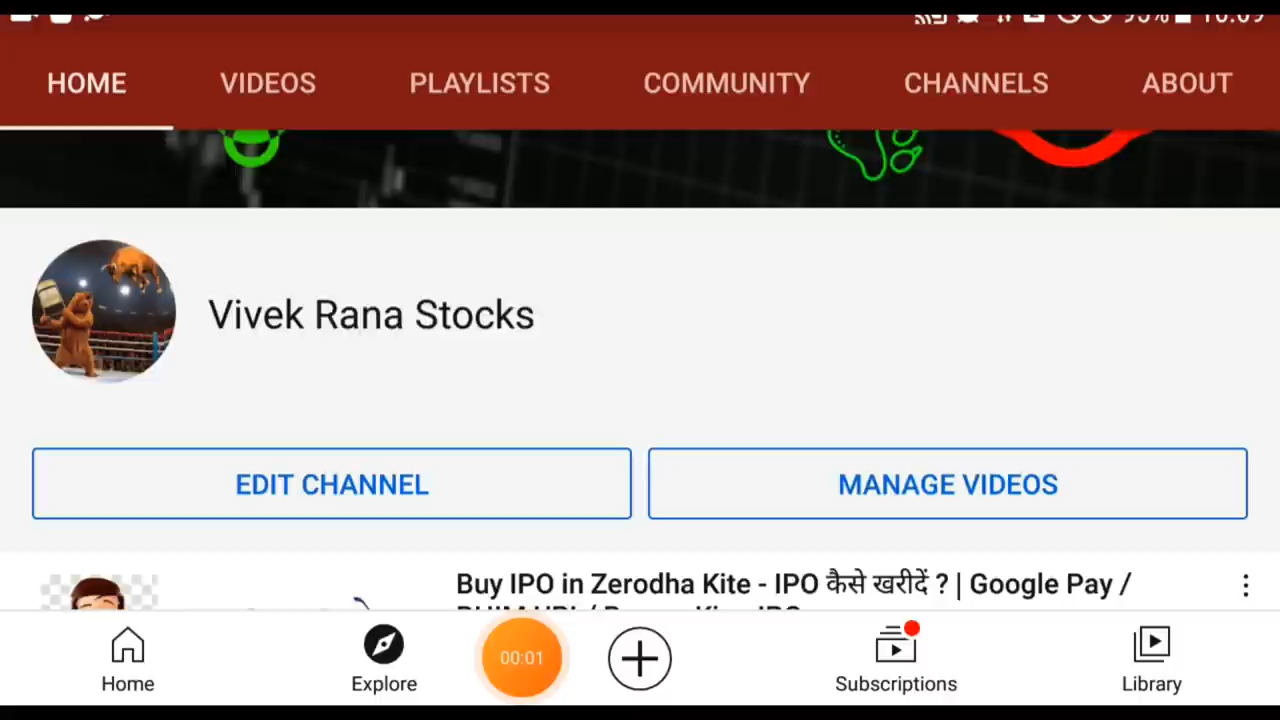 HOME VIDEOS PLAYLISTS COMMUNITY CHANNELS ABOUT
Vivek Rana Stocks
EDIT CHANNEL MANAGE VIDEOS
Buy IPO in Zerodha Kite - IPO कैसे खरीदें ? | Google Pay /
00:01
Home Explore Subscriptions Library